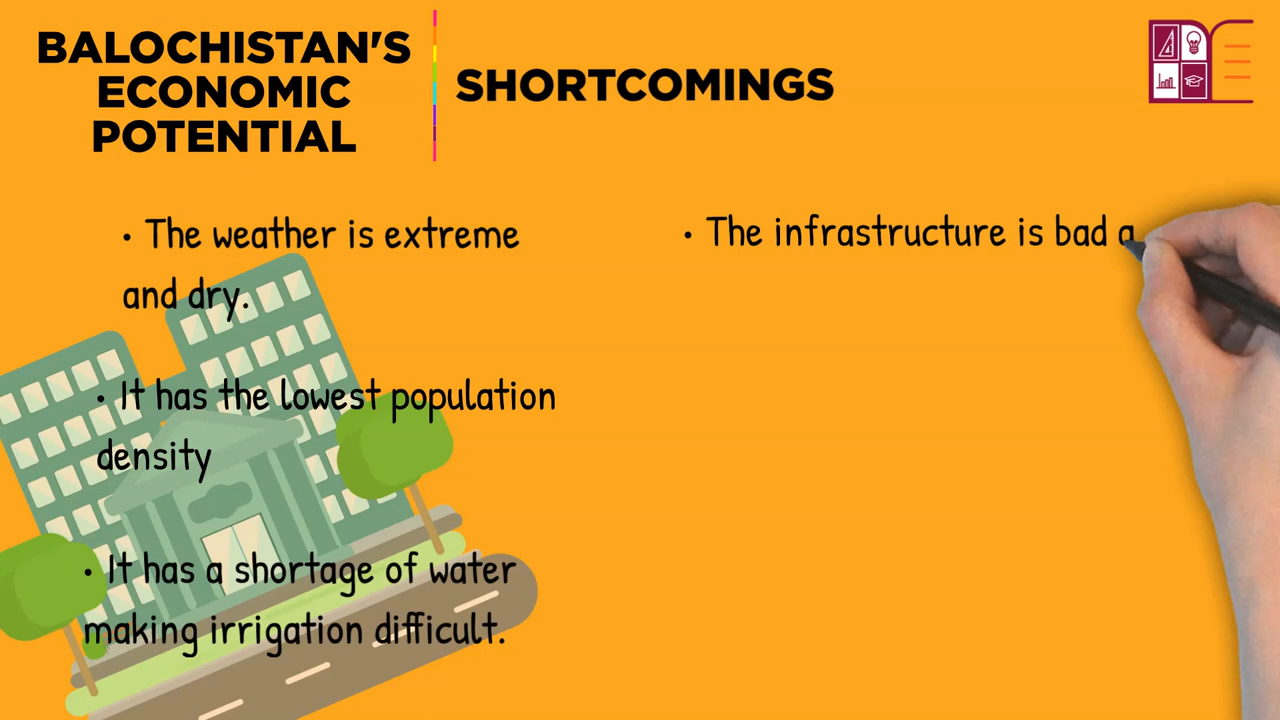 BALOCHISTAN'S
ECONOMIC
POTENTIAL
SHORTCOMINGS
• The weather is extreme
and dry.
• It has the lowest population
density
• It has a shortage of water
making irrigation difficult.
• The infrastructure is bad a